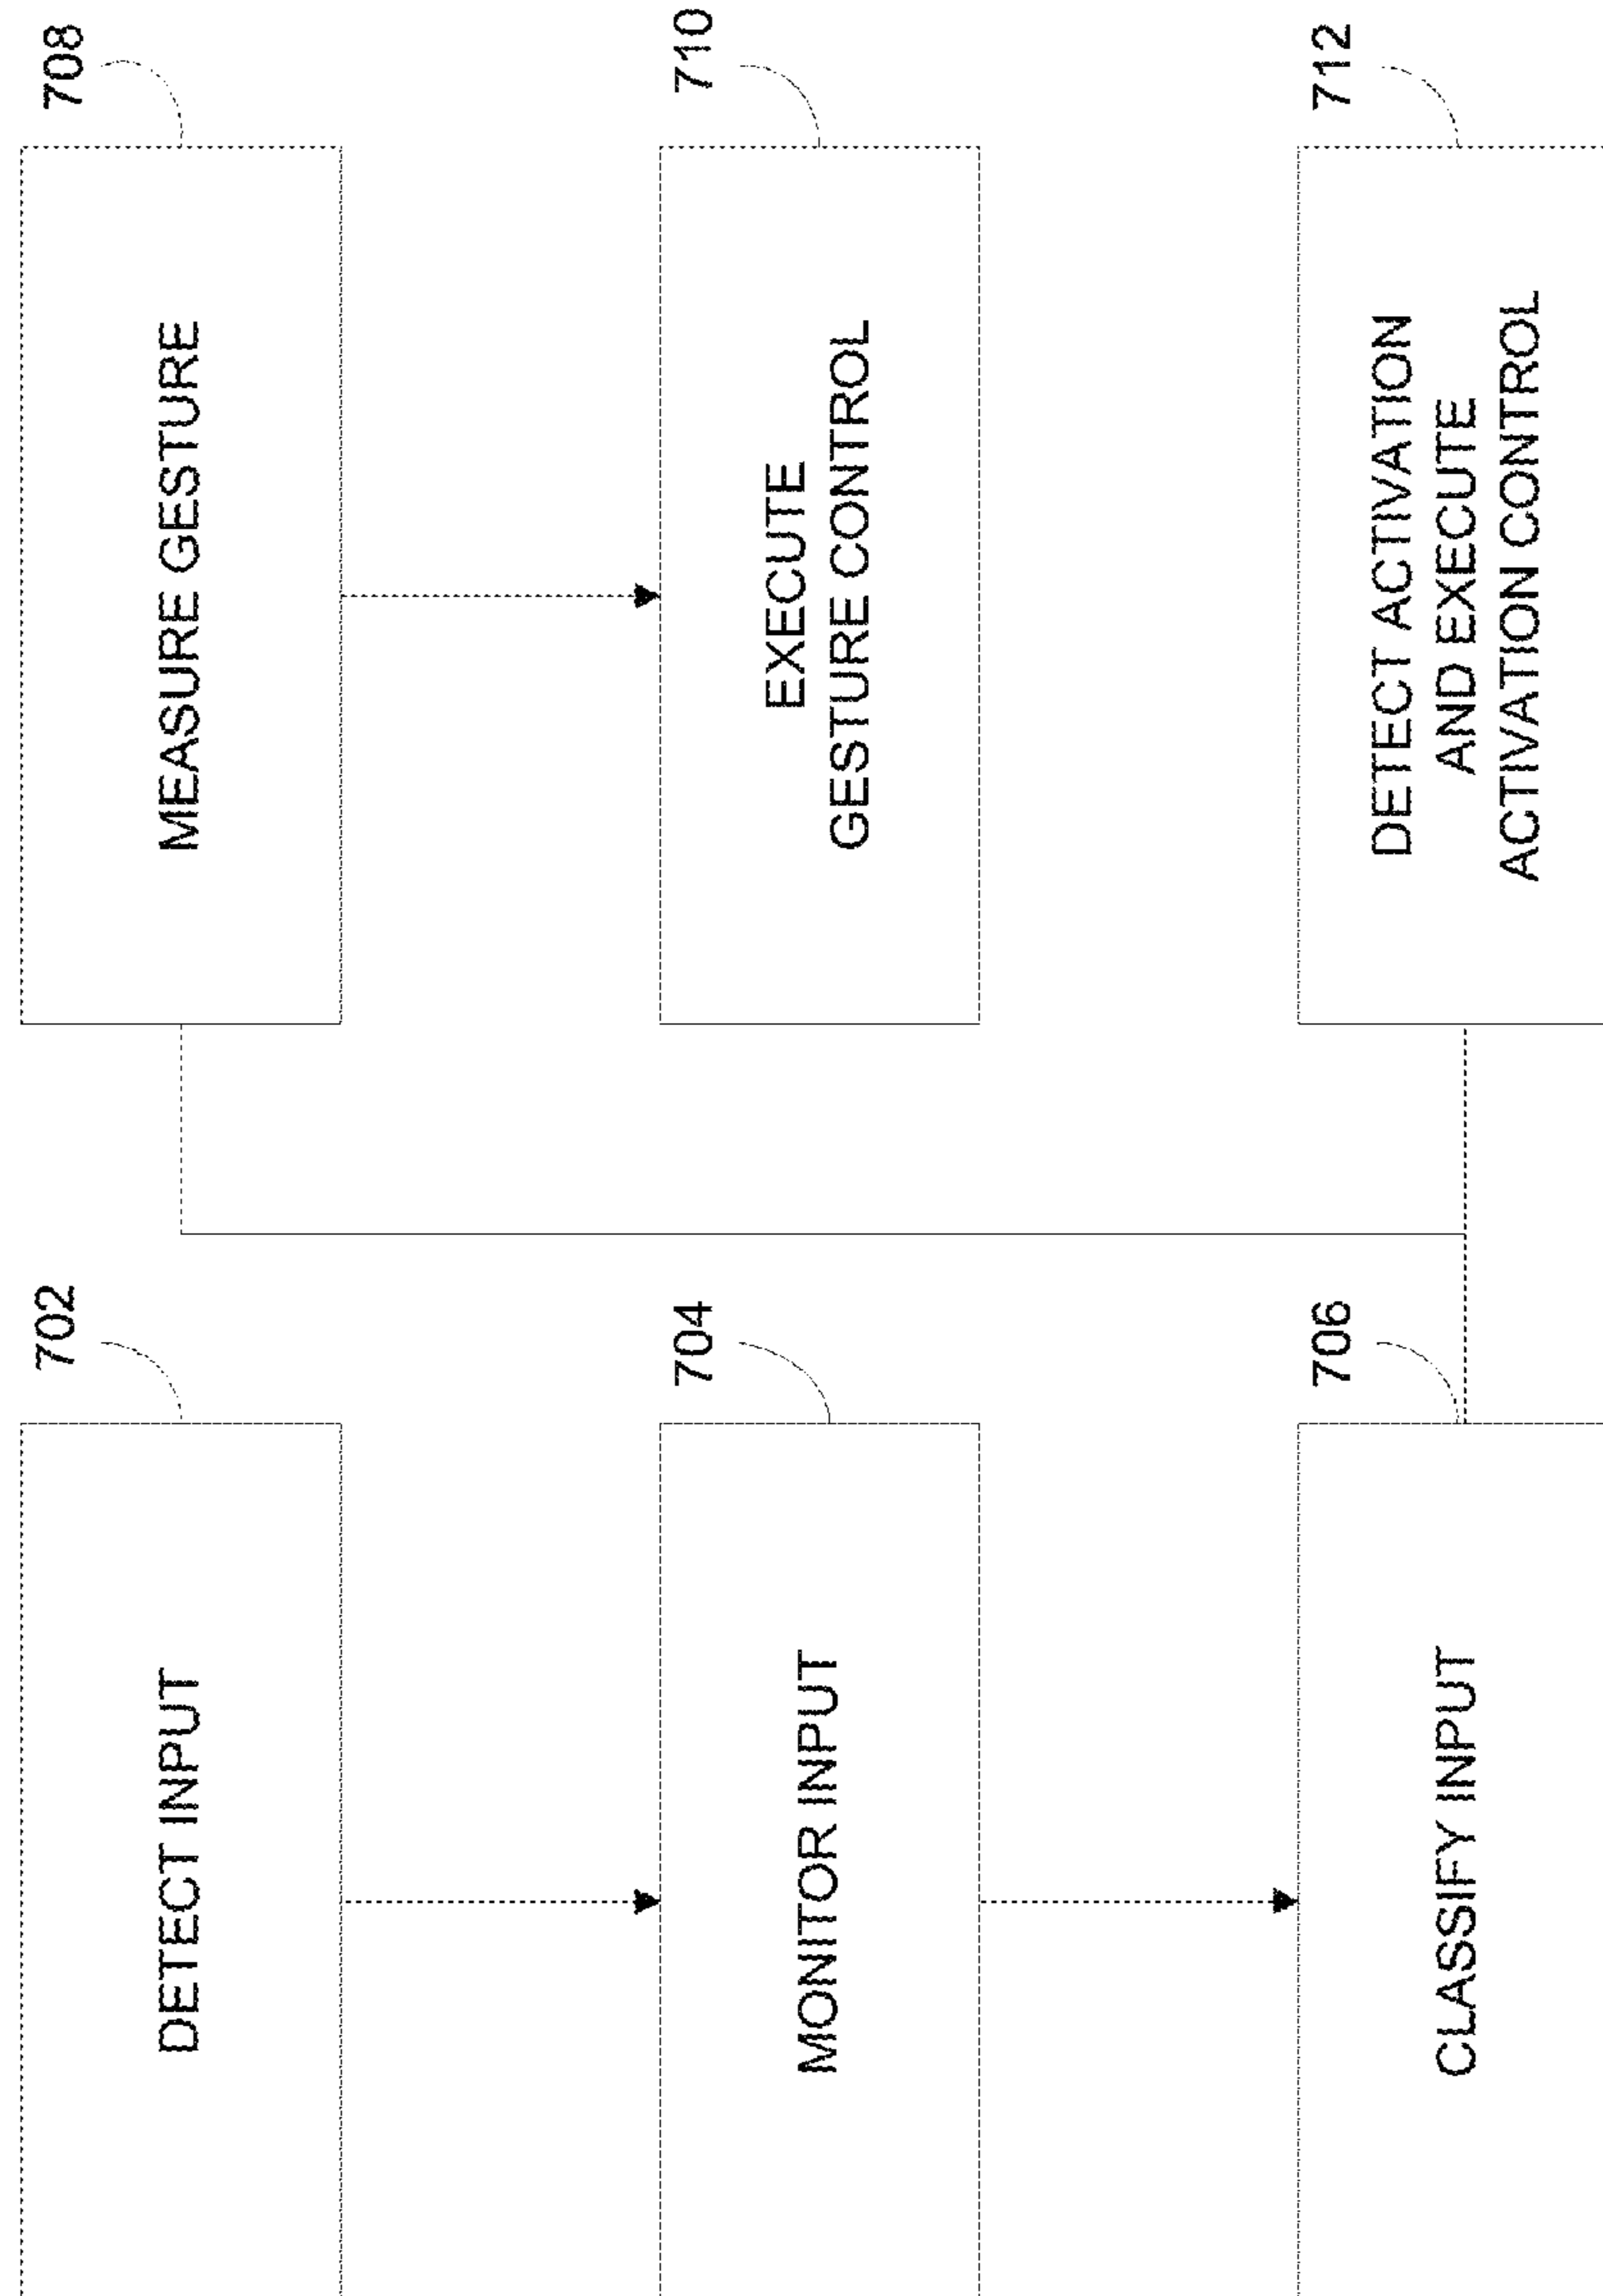 702
DETECT INPUT
704
MONITOR INPUT
706
CLASSIFY INPUT
708
MEASURE GESTURE
710
EXECUTE
GESTURE CONTROL
712
DETECT ACTIVATION
AND EXECUTE
ACTIVATION CONTROL